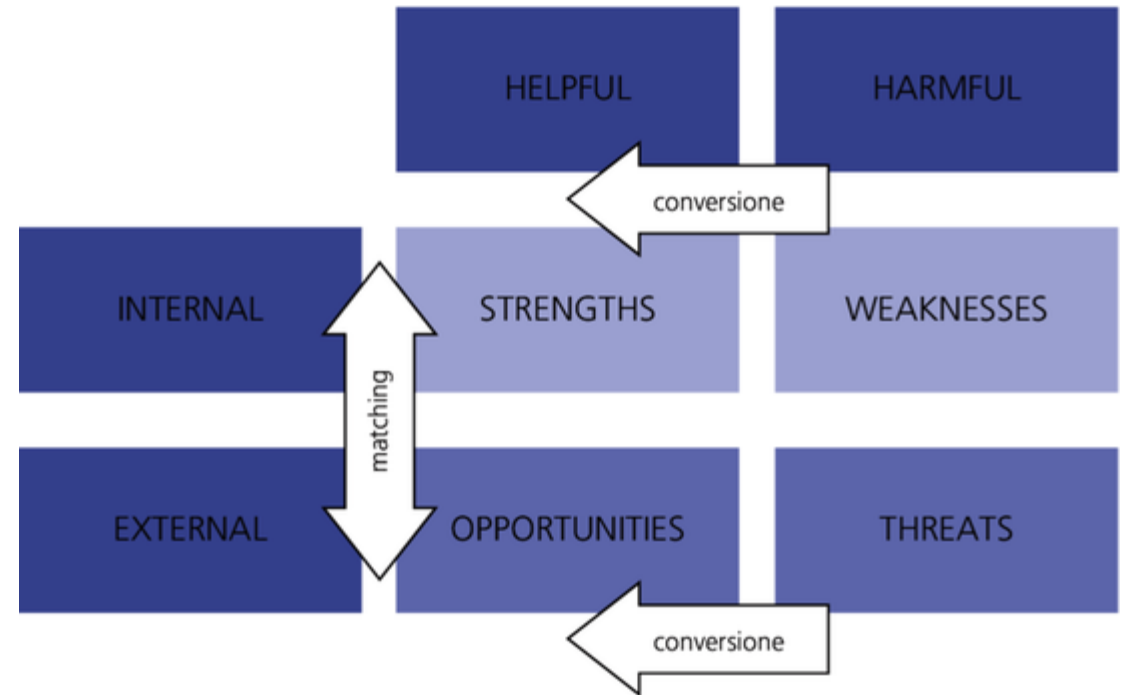 HELPFUL
HARMFUL
conversione
INTERNAL
STRENGTHS
WEAKNESSES
matching
EXTERNAL
OPPORTUNITIES
THREATS
conversione